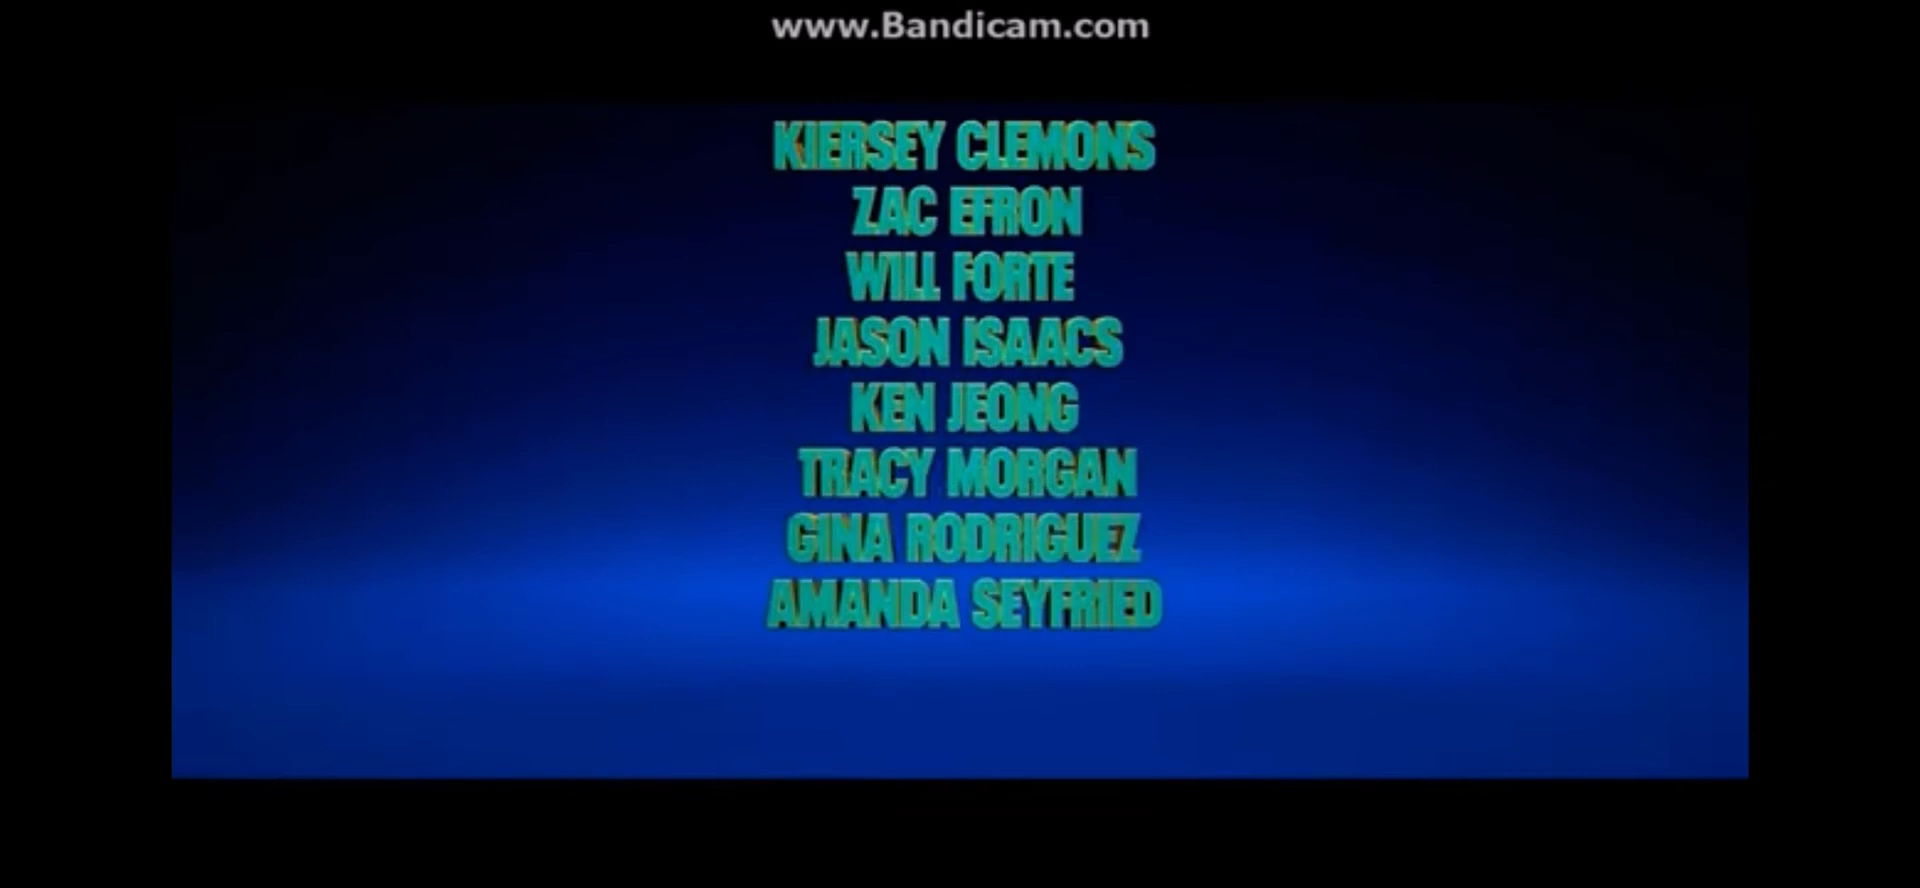 www.Bandicam.com
KIERSEY CLEMONS
ZAC EFRON
WILL FORTE
JASON ISAACS
KEN JEONG
TRACY MORGAN
GINA RODRIGUEZ
AMANDA SEYFRIED